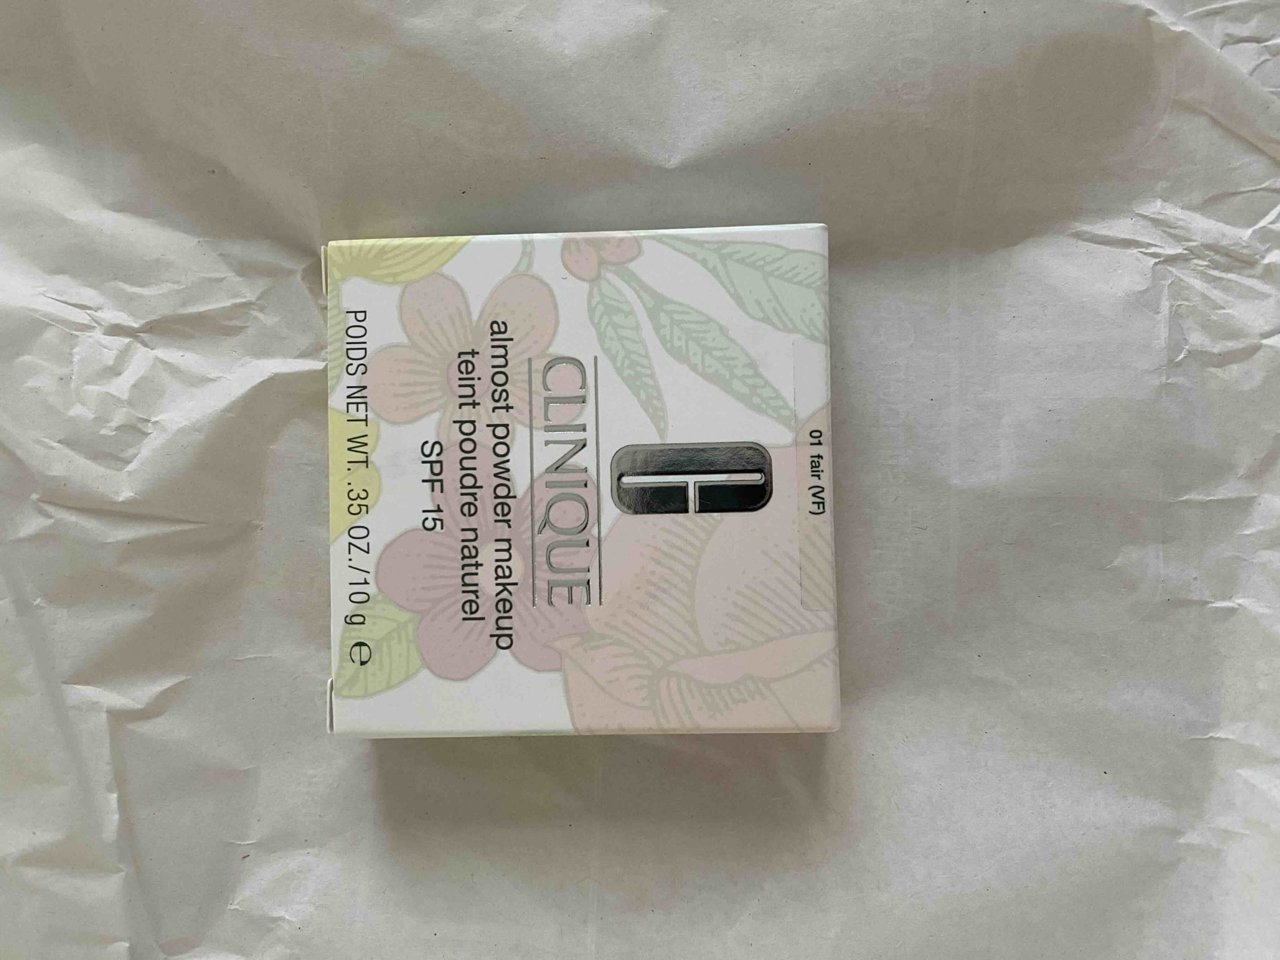 01 fair (VF)
CLINIQUE
almost powder makeup
teint poudre naturel
SPF 15
POIDS NET WT. .35 OZ./10 g ℮